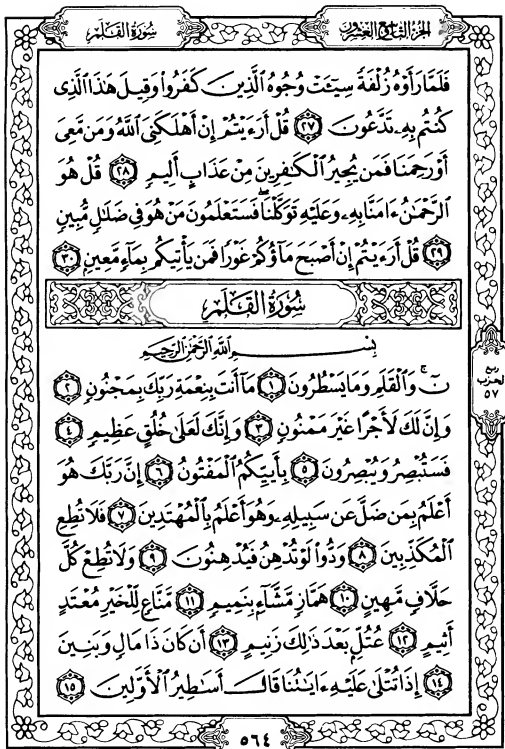 الجزء التاسع والعشرون
سورة القلم
فَلَمَّا رَأَوْهُ زُلْفَةً سِيٓـَٔتْ وُجُوهُ ٱلَّذِينَ كَفَرُوا۟ وَقِيلَ هَٰذَا ٱلَّذِى
كُنتُم بِهِۦ تَدَّعُونَ ٢٧ قُلْ أَرَءَيْتُمْ إِنْ أَهْلَكَنِىَ ٱللَّهُ وَمَن مَّعِىَ
أَوْ رَحِمَنَا فَمَن يُجِيرُ ٱلْكَٰفِرِينَ مِنْ عَذَابٍ أَلِيمٍ ٢٨ قُلْ هُوَ
ٱلرَّحْمَٰنُ ءَامَنَّا بِهِۦ وَعَلَيْهِ تَوَكَّلْنَا ۖ فَسَتَعْلَمُونَ مَنْ هُوَ فِى ضَلَٰلٍ مُّبِينٍ
٢٩ قُلْ أَرَءَيْتُمْ إِنْ أَصْبَحَ مَآؤُكُمْ غَوْرًا فَمَن يَأْتِيكُم بِمَآءٍ مَّعِينٍ ٣٠
سُورَةُ القَلَمِ
بِسْمِ ٱللَّهِ ٱلرَّحْمَٰنِ ٱلرَّحِيمِ
نٓ ۚ وَٱلْقَلَمِ وَمَا يَسْطُرُونَ ١ مَآ أَنتَ بِنِعْمَةِ رَبِّكَ بِمَجْنُونٍ ٢
وَإِنَّ لَكَ لَأَجْرًا غَيْرَ مَمْنُونٍ ٣ وَإِنَّكَ لَعَلَىٰ خُلُقٍ عَظِيمٍ ٤
فَسَتُبْصِرُ وَيُبْصِرُونَ ٥ بِأَييِّكُمُ ٱلْمَفْتُونُ ٦ إِنَّ رَبَّكَ هُوَ
أَعْلَمُ بِمَن ضَلَّ عَن سَبِيلِهِۦ وَهُوَ أَعْلَمُ بِٱلْمُهْتَدِينَ ٧ فَلَا تُطِعِ
ٱلْمُكَذِّبِينَ ٨ وَدُّوا۟ لَوْ تُدْهِنُ فَيُدْهِنُونَ ٩ وَلَا تُطِعْ كُلَّ
حَلَّافٍ مَّهِينٍ ١٠ هَمَّازٍ مَّشَّآءٍۭ بِنَمِيمٍ ١١ مَّنَّاعٍ لِّلْخَيْرِ مُعْتَدٍ
أَثِيمٍ ١٢ عُتُلٍّۭ بَعْدَ ذَٰلِكَ زَنِيمٍ ١٣ أَن كَانَ ذَا مَالٍ وَبَنِينَ
١٤ إِذَا تُتْلَىٰ عَلَيْهِ ءَايَٰتُنَا قَالَ أَسَٰطِيرُ ٱلْأَوَّلِينَ ١٥
ربع
الحزب
٥٧
٥٦٤